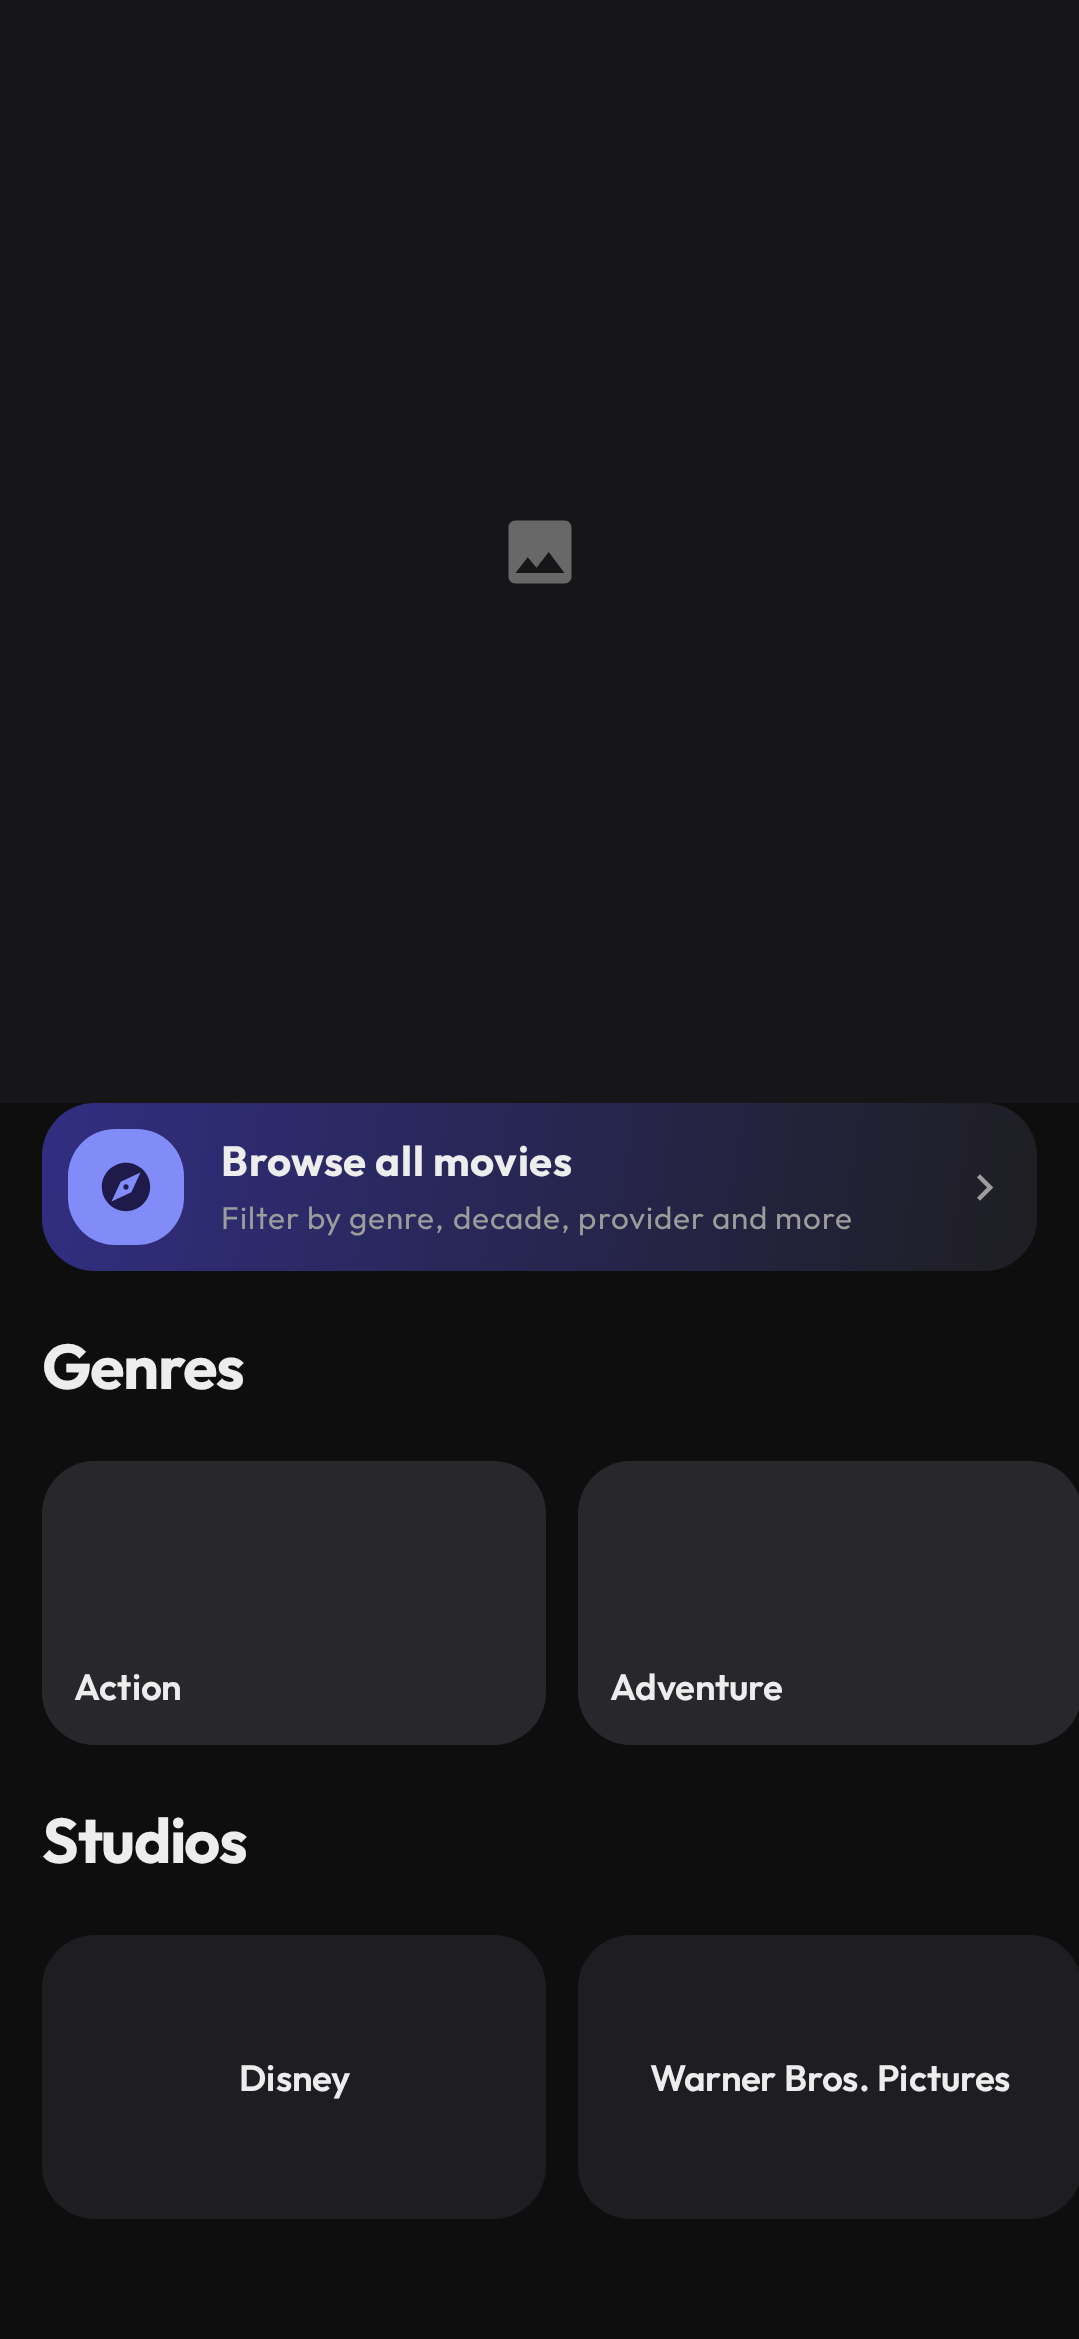 Browse all movies
Filter by genre, decade, provider and more
Genres
Action
Adventure
Studios
Disney
Warner Bros. Pictures